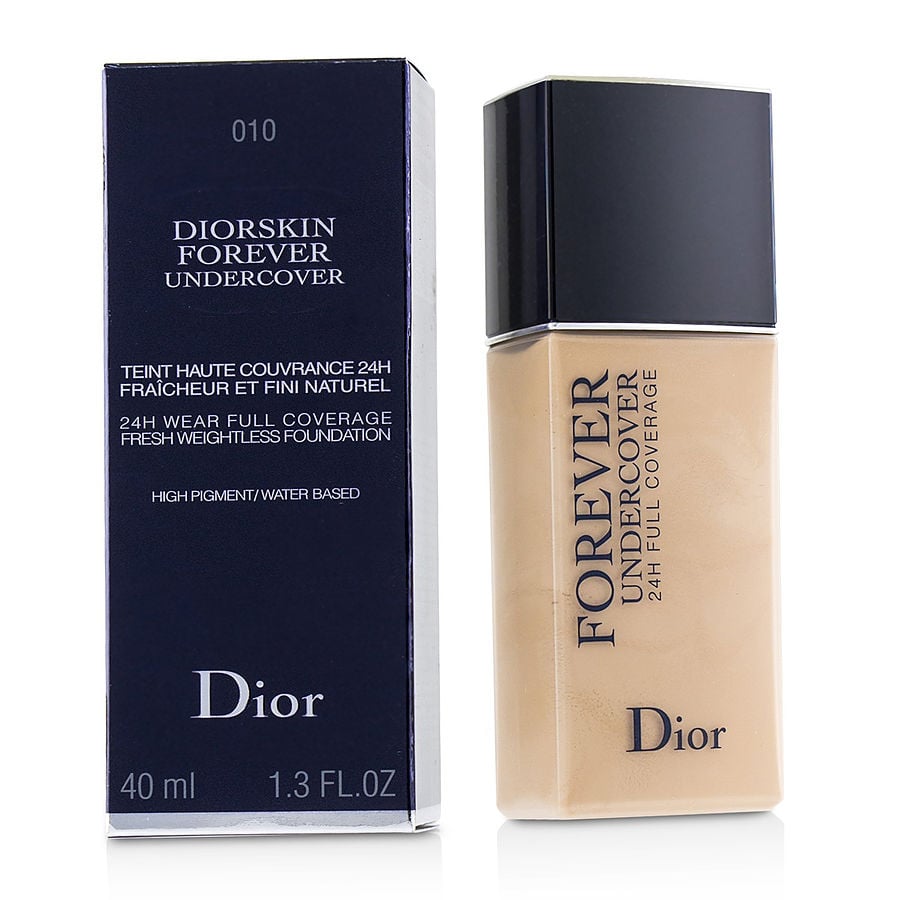 010
DIORSKIN
FOREVER
UNDERCOVER
TEINT HAUTE COUVRANCE 24H
FRAÎCHEUR ET FINI NATUREL
24H WEAR FULL COVERAGE
FRESH WEIGHTLESS FOUNDATION
HIGH PIGMENT/WATER BASED
Dior
40 ml 1.3 FL.OZ
FOREVER
UNDERCOVER
24H FULL COVERAGE
Dior